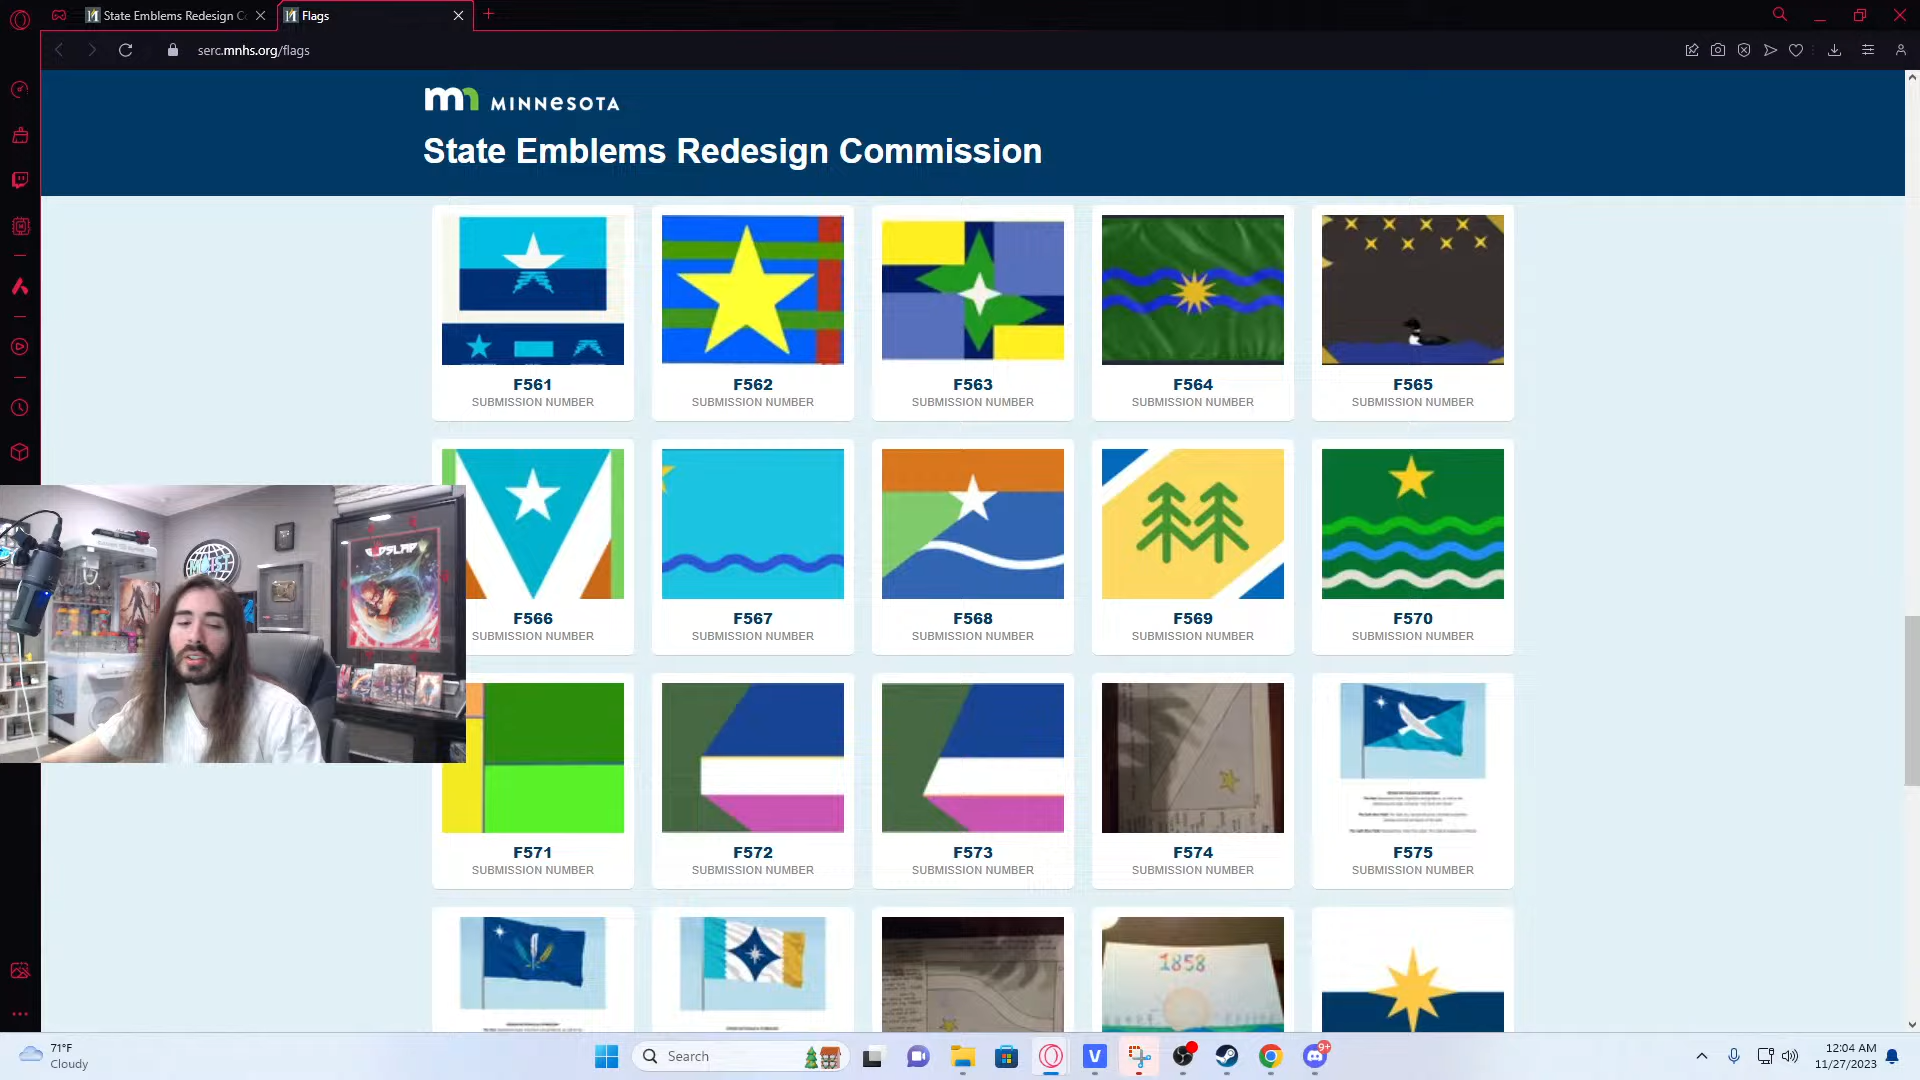 State Emblems Redesign Co
Flags
serc.mnhs.org/flags
mn MINNESOTA
State Emblems Redesign Commission
F561
SUBMISSION NUMBER
F562
SUBMISSION NUMBER
F563
SUBMISSION NUMBER
F564
SUBMISSION NUMBER
F565
SUBMISSION NUMBER
F566
SUBMISSION NUMBER
F567
SUBMISSION NUMBER
F568
SUBMISSION NUMBER
F569
SUBMISSION NUMBER
F570
SUBMISSION NUMBER
F571
SUBMISSION NUMBER
F572
SUBMISSION NUMBER
F573
SUBMISSION NUMBER
F574
SUBMISSION NUMBER
F575
SUBMISSION NUMBER
1858
71°F
Cloudy
Search
9+
12:04 AM
11/27/2023